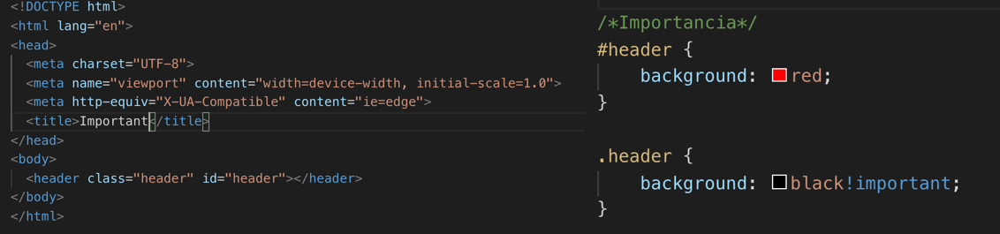 <!DOCTYPE html>
<html lang="en">
<head>
<meta charset="UTF-8">
<meta name="viewport" content="width=device-width, initial-scale=1.0">
<meta http-equiv="X-UA-Compatible" content="ie=edge">
<title>Important</title>
</head>
<body>
<header class="header" id="header"></header>
</body>
</html>
/*Importancia*/
#header {
background: red;
}
.header {
background: black!important;
}